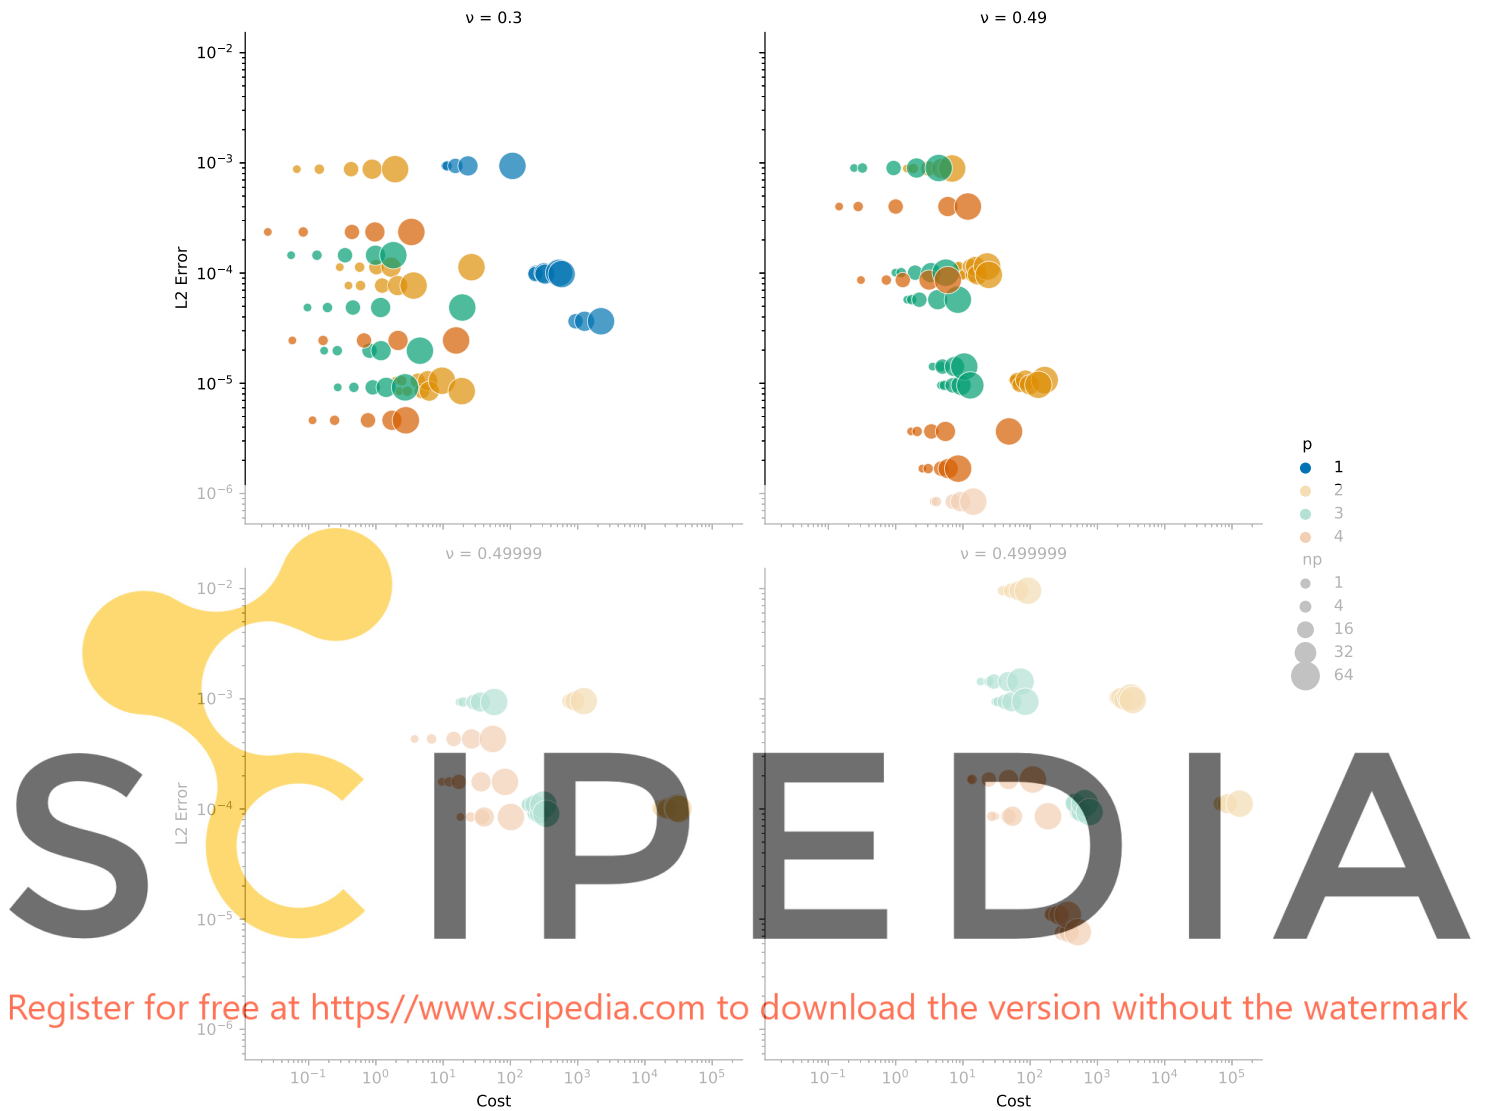 ν = 0.3
ν = 0.49
10⁻²
10⁻³
10⁻⁴
10⁻⁵
10⁻⁶
L2 Error
p
1
2
3
4
np
1
4
16
32
64
ν = 0.49999
ν = 0.499999
10⁻²
10⁻³
10⁻⁴
10⁻⁵
10⁻⁶
L2 Error
SCIPEDIA
Register for free at https//www.scipedia.com to download the version without the watermark
10⁻¹ 10⁰ 10¹ 10² 10³ 10⁴ 10⁵
10⁻¹ 10⁰ 10¹ 10² 10³ 10⁴ 10⁵
Cost
Cost